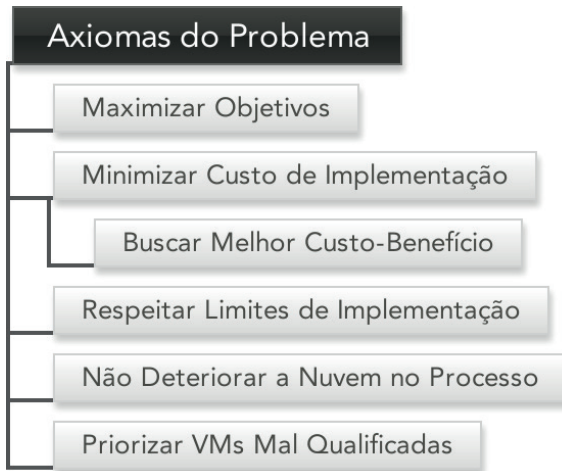 Axiomas do Problema
Maximizar Objetivos
Minimizar Custo de Implementação
Buscar Melhor Custo-Benefício
Respeitar Limites de Implementação
Não Deteriorar a Nuvem no Processo
Priorizar VMs Mal Qualificadas